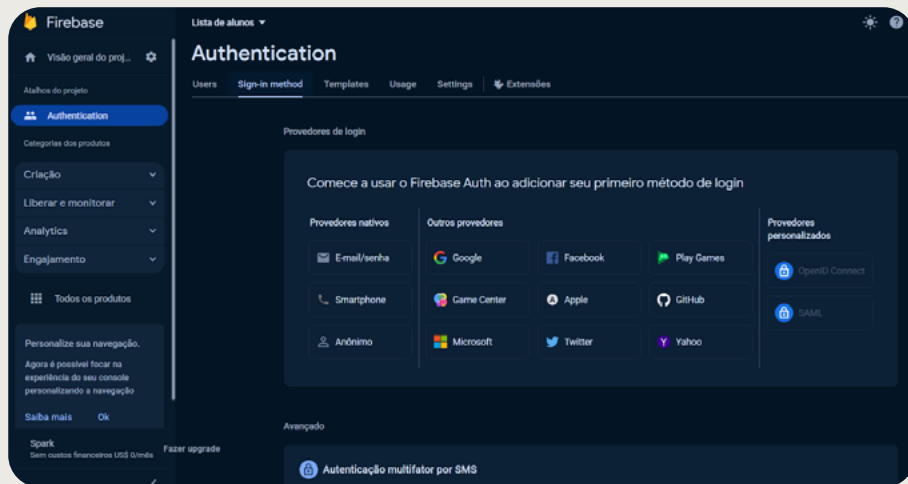 Firebase
Visão geral do proj...
Atalhos do projeto
Authentication
Categorias dos produtos
Criação
Liberar e monitorar
Analytics
Engajamento
Todos os produtos
Personalize sua navegação.
Agora é possível focar na
experiência do seu console
personalizando a navegação
Saiba mais Ok
Spark
Sem custos financeiros US$ 0/mês
Fazer upgrade
Lista de alunos
Authentication
Users Sign-in method Templates Usage Settings Extensões
Provedores de login
Comece a usar o Firebase Auth ao adicionar seu primeiro método de login
Provedores nativos
E-mail/senha
Smartphone
Anônimo
Outros provedores
Google Facebook Play Games
Game Center Apple GitHub
Microsoft Twitter Yahoo
Provedores
personalizados
OpenID Connect
SAML
Avançado
Autenticação multifator por SMS